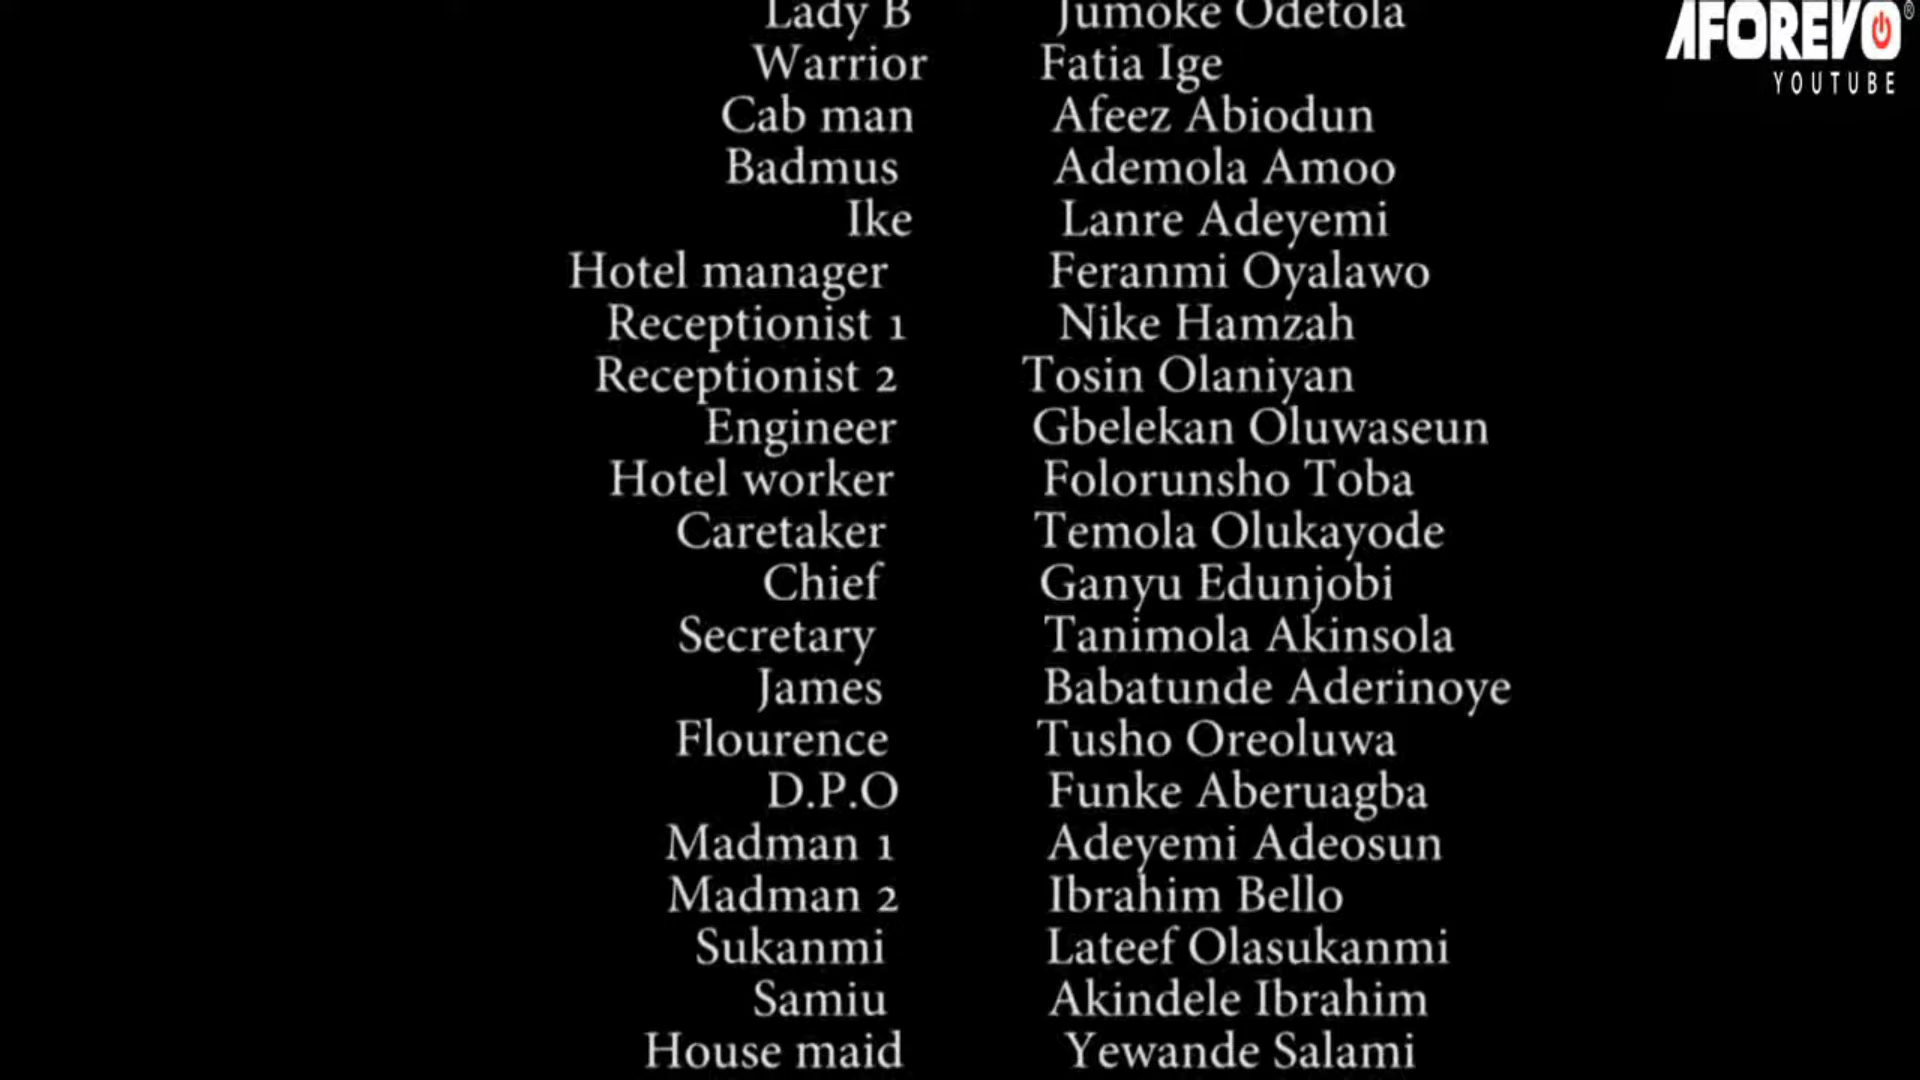 Lady B Jumoke Odetola
Warrior Fatia Ige
Cab man Afeez Abiodun
Badmus Ademola Amoo
Ike Lanre Adeyemi
Hotel manager Feranmi Oyalawo
Receptionist 1 Nike Hamzah
Receptionist 2 Tosin Olaniyan
Engineer Gbelekan Oluwaseun
Hotel worker Folorunsho Toba
Caretaker Temola Olukayode
Chief Ganyu Edunjobi
Secretary Tanimola Akinsola
James Babatunde Aderinoye
Flourence Tusho Oreoluwa
D.P.O Funke Aberuagba
Madman 1 Adeyemi Adeosun
Madman 2 Ibrahim Bello
Sukanmi Lateef Olasukanmi
Samiu Akindele Ibrahim
House maid Yewande Salami
AFOREVO®
YOUTUBE